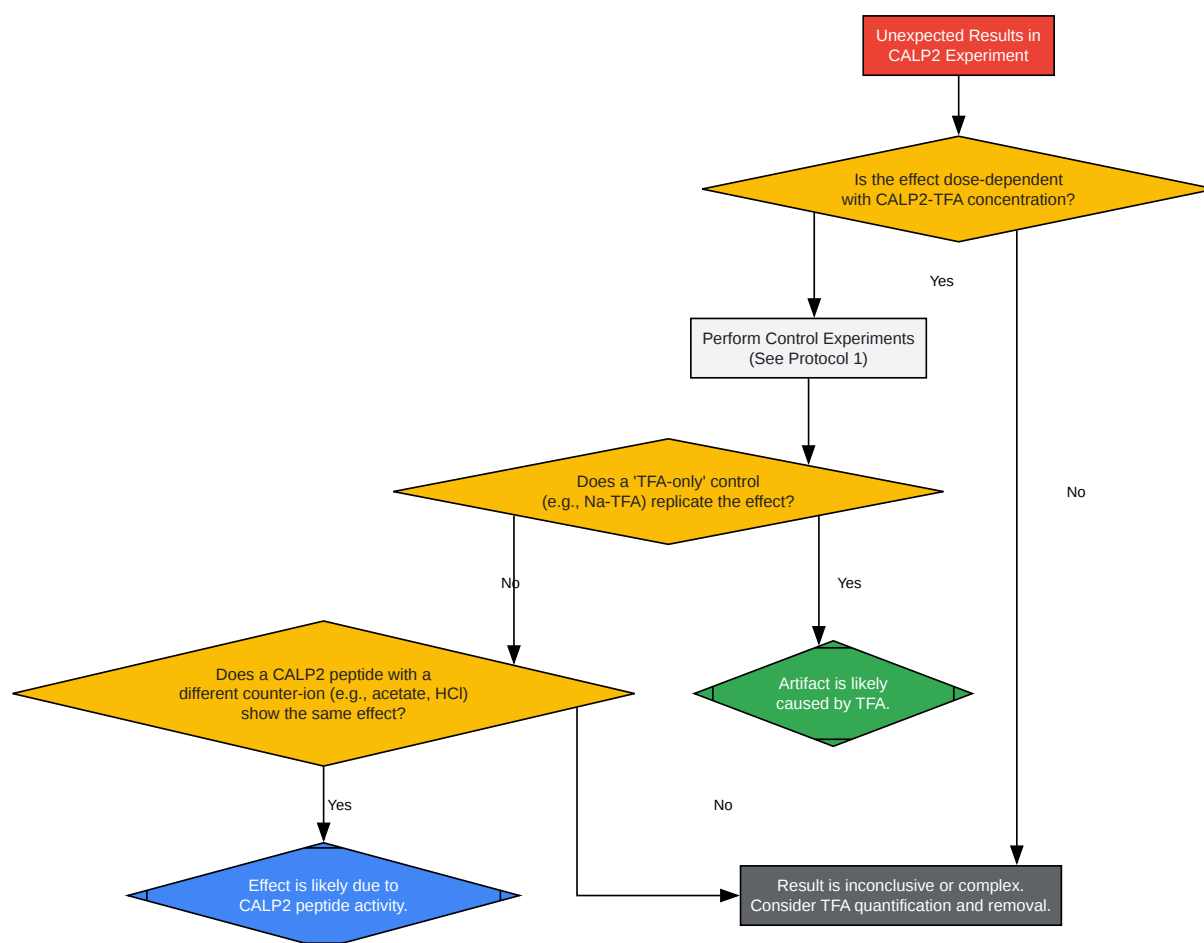 Unexpected Results in
CALP2 Experiment
Is the effect dose-dependent
with CALP2-TFA concentration?
Yes
Perform Control Experiments
(See Protocol 1)
Does a 'TFA-only' control
(e.g., Na-TFA) replicate the effect?
No
No
Yes
Does a CALP2 peptide with a
different counter-ion (e.g., acetate, HCl)
show the same effect?
Artifact is likely
caused by TFA.
Yes
No
Effect is likely due to
CALP2 peptide activity.
Result is inconclusive or complex.
Consider TFA quantification and removal.